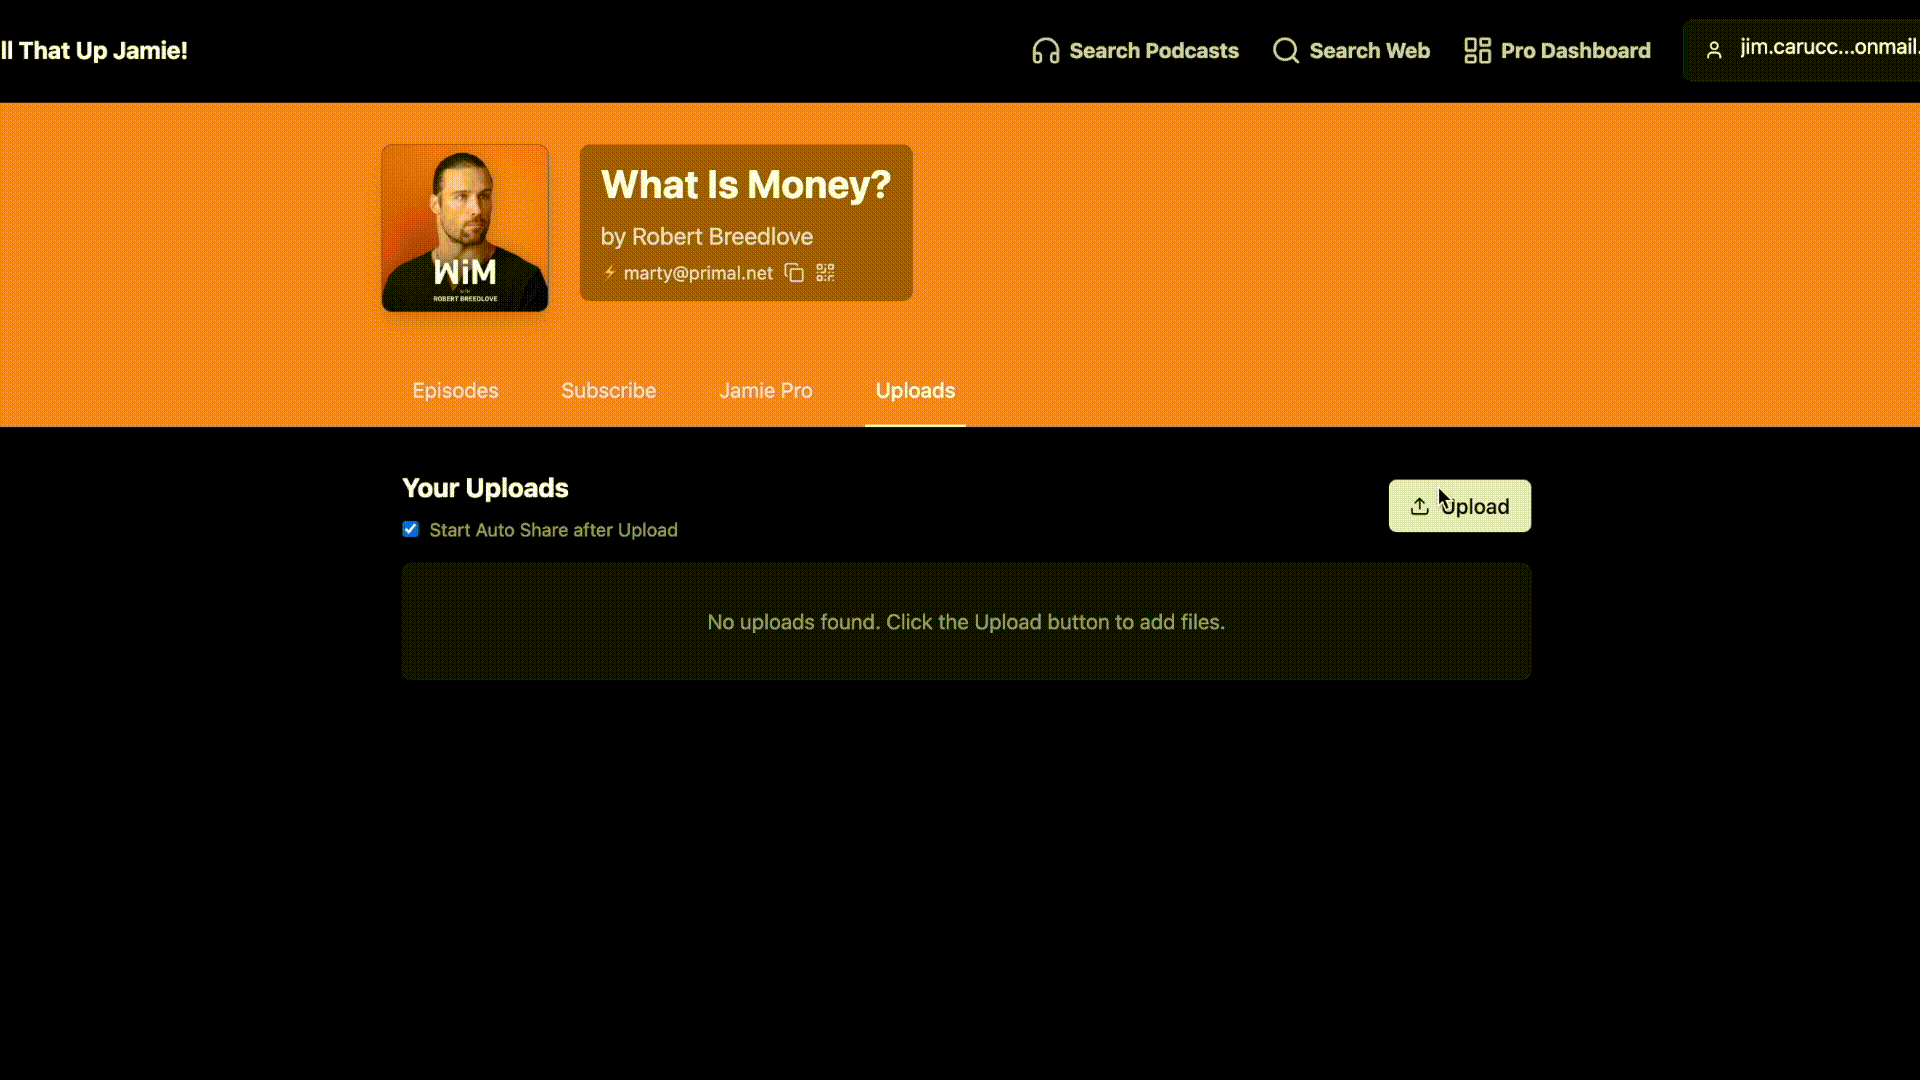 ll That Up Jamie!
Search Podcasts
Search Web
Pro Dashboard
jim.carucc...onmail.
WiM
WITH
ROBERT BREEDLOVE
What Is Money?
by Robert Breedlove
marty@primal.net
Episodes
Subscribe
Jamie Pro
Uploads
Your Uploads
Start Auto Share after Upload
Upload
No uploads found. Click the Upload button to add files.